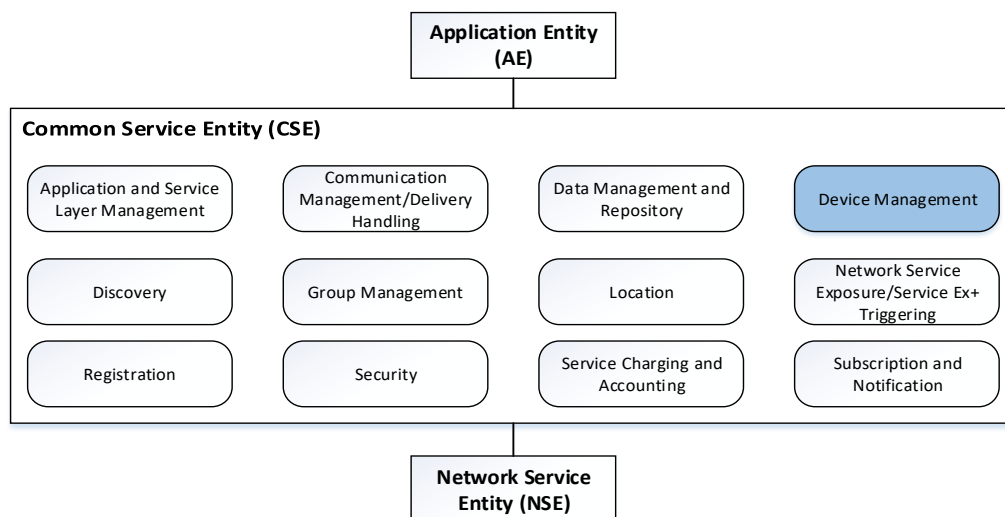 Application Entity
(AE)
Common Service Entity (CSE)
Application and Service
Layer Management
Communication
Management/Delivery
Handling
Data Management and
Repository
Device Management
Discovery
Group Management
Location
Network Service
Exposure/Service Ex+
Triggering
Registration
Security
Service Charging and
Accounting
Subscription and
Notification
Network Service
Entity (NSE)